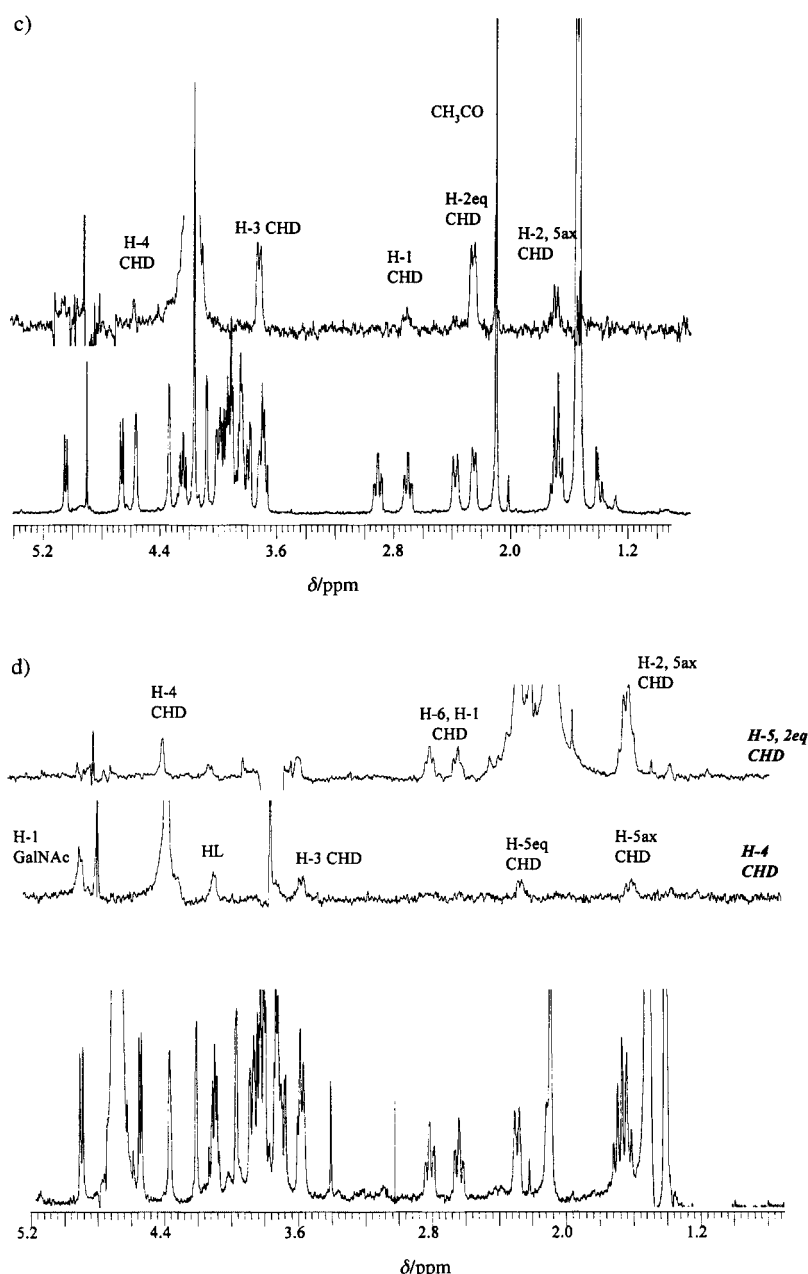 c)
CH₃CO
H-4
CHD
H-3 CHD
H-1
CHD
H-2eq
CHD
H-2, 5ax
CHD
5.2 4.4 3.6 2.8 2.0 1.2
δ/ppm
d)
H-4
CHD
H-6, H-1
CHD
H-2, 5ax
CHD
H-5, 2eq
CHD
H-1
GalNAc
HL
H-3 CHD
H-5eq
CHD
H-5ax
CHD
H-4
CHD
5.2 4.4 3.6 2.8 2.0 1.2
δ/ppm